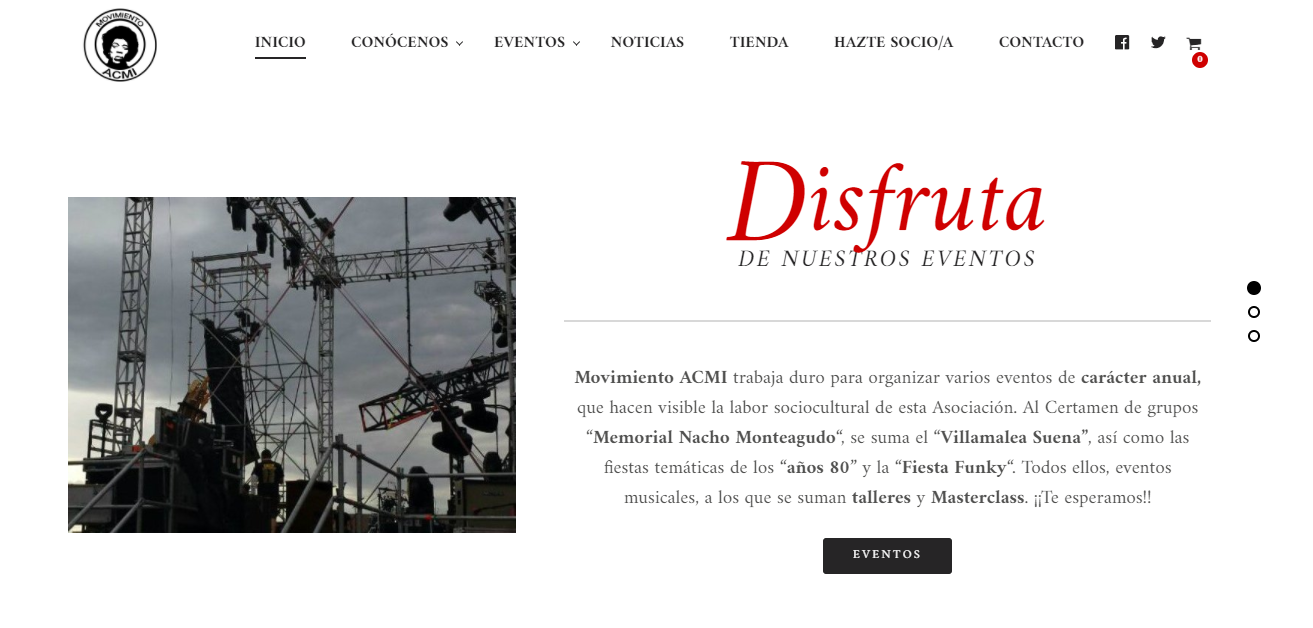 MOVIMIENTO
ACMI
INICIO CONÓCENOS EVENTOS NOTICIAS TIENDA HAZTE SOCIO/A CONTACTO
0
Disfruta
DE NUESTROS EVENTOS
Movimiento ACMI trabaja duro para organizar varios eventos de carácter anual,
que hacen visible la labor sociocultural de esta Asociación. Al Certamen de grupos
“Memorial Nacho Monteagudo“, se suma el “Villamalea Suena”, así como las
fiestas temáticas de los “años 80” y la “Fiesta Funky“. Todos ellos, eventos
musicales, a los que se suman talleres y Masterclass. ¡¡Te esperamos!!
EVENTOS